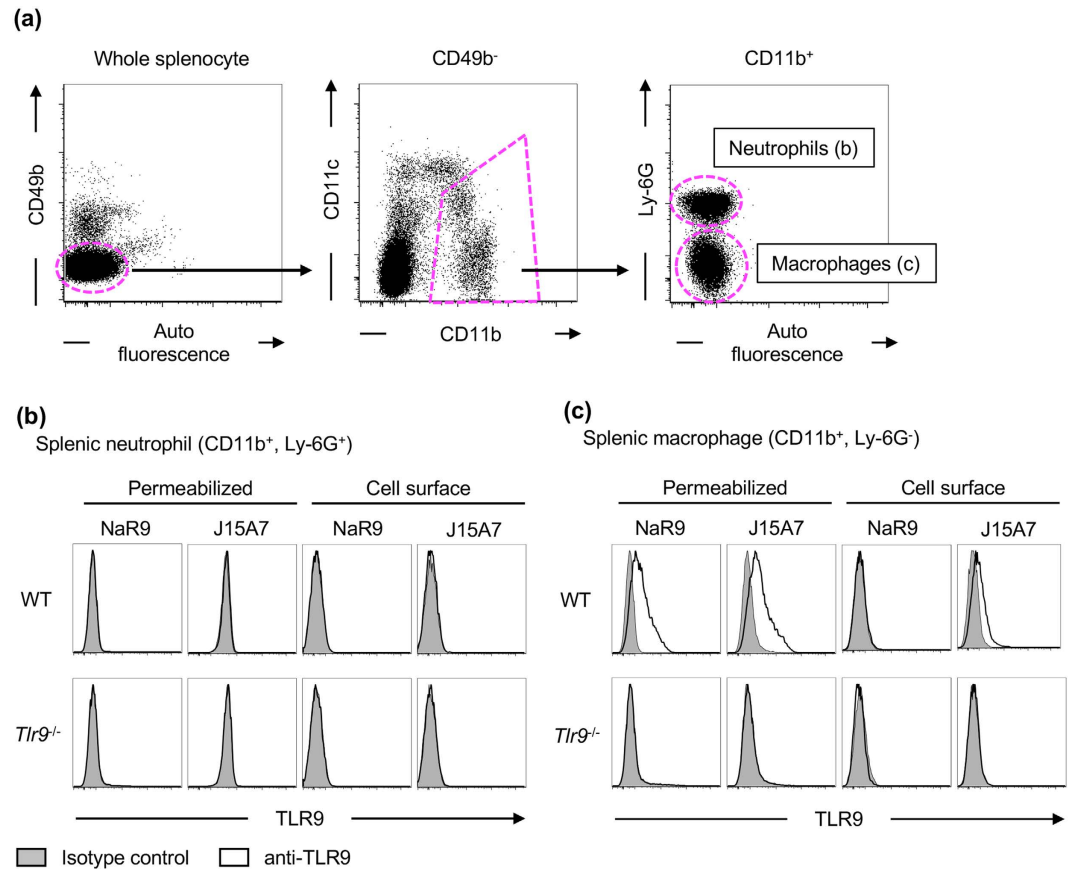 (a)
Whole splenocyte
CD49b
Auto
fluorescence
CD49b⁻
CD11c
CD11b
CD11b⁺
Ly-6G
Neutrophils (b)
Macrophages (c)
Auto
fluorescence
(b)
Splenic neutrophil (CD11b⁺, Ly-6G⁺)
Permeabilized
Cell surface
NaR9
J15A7
NaR9
J15A7
WT
Tlr9⁻/⁻
TLR9
(c)
Splenic macrophage (CD11b⁺, Ly-6G⁻)
Permeabilized
Cell surface
NaR9
J15A7
NaR9
J15A7
WT
Tlr9⁻/⁻
TLR9
Isotype control
anti-TLR9